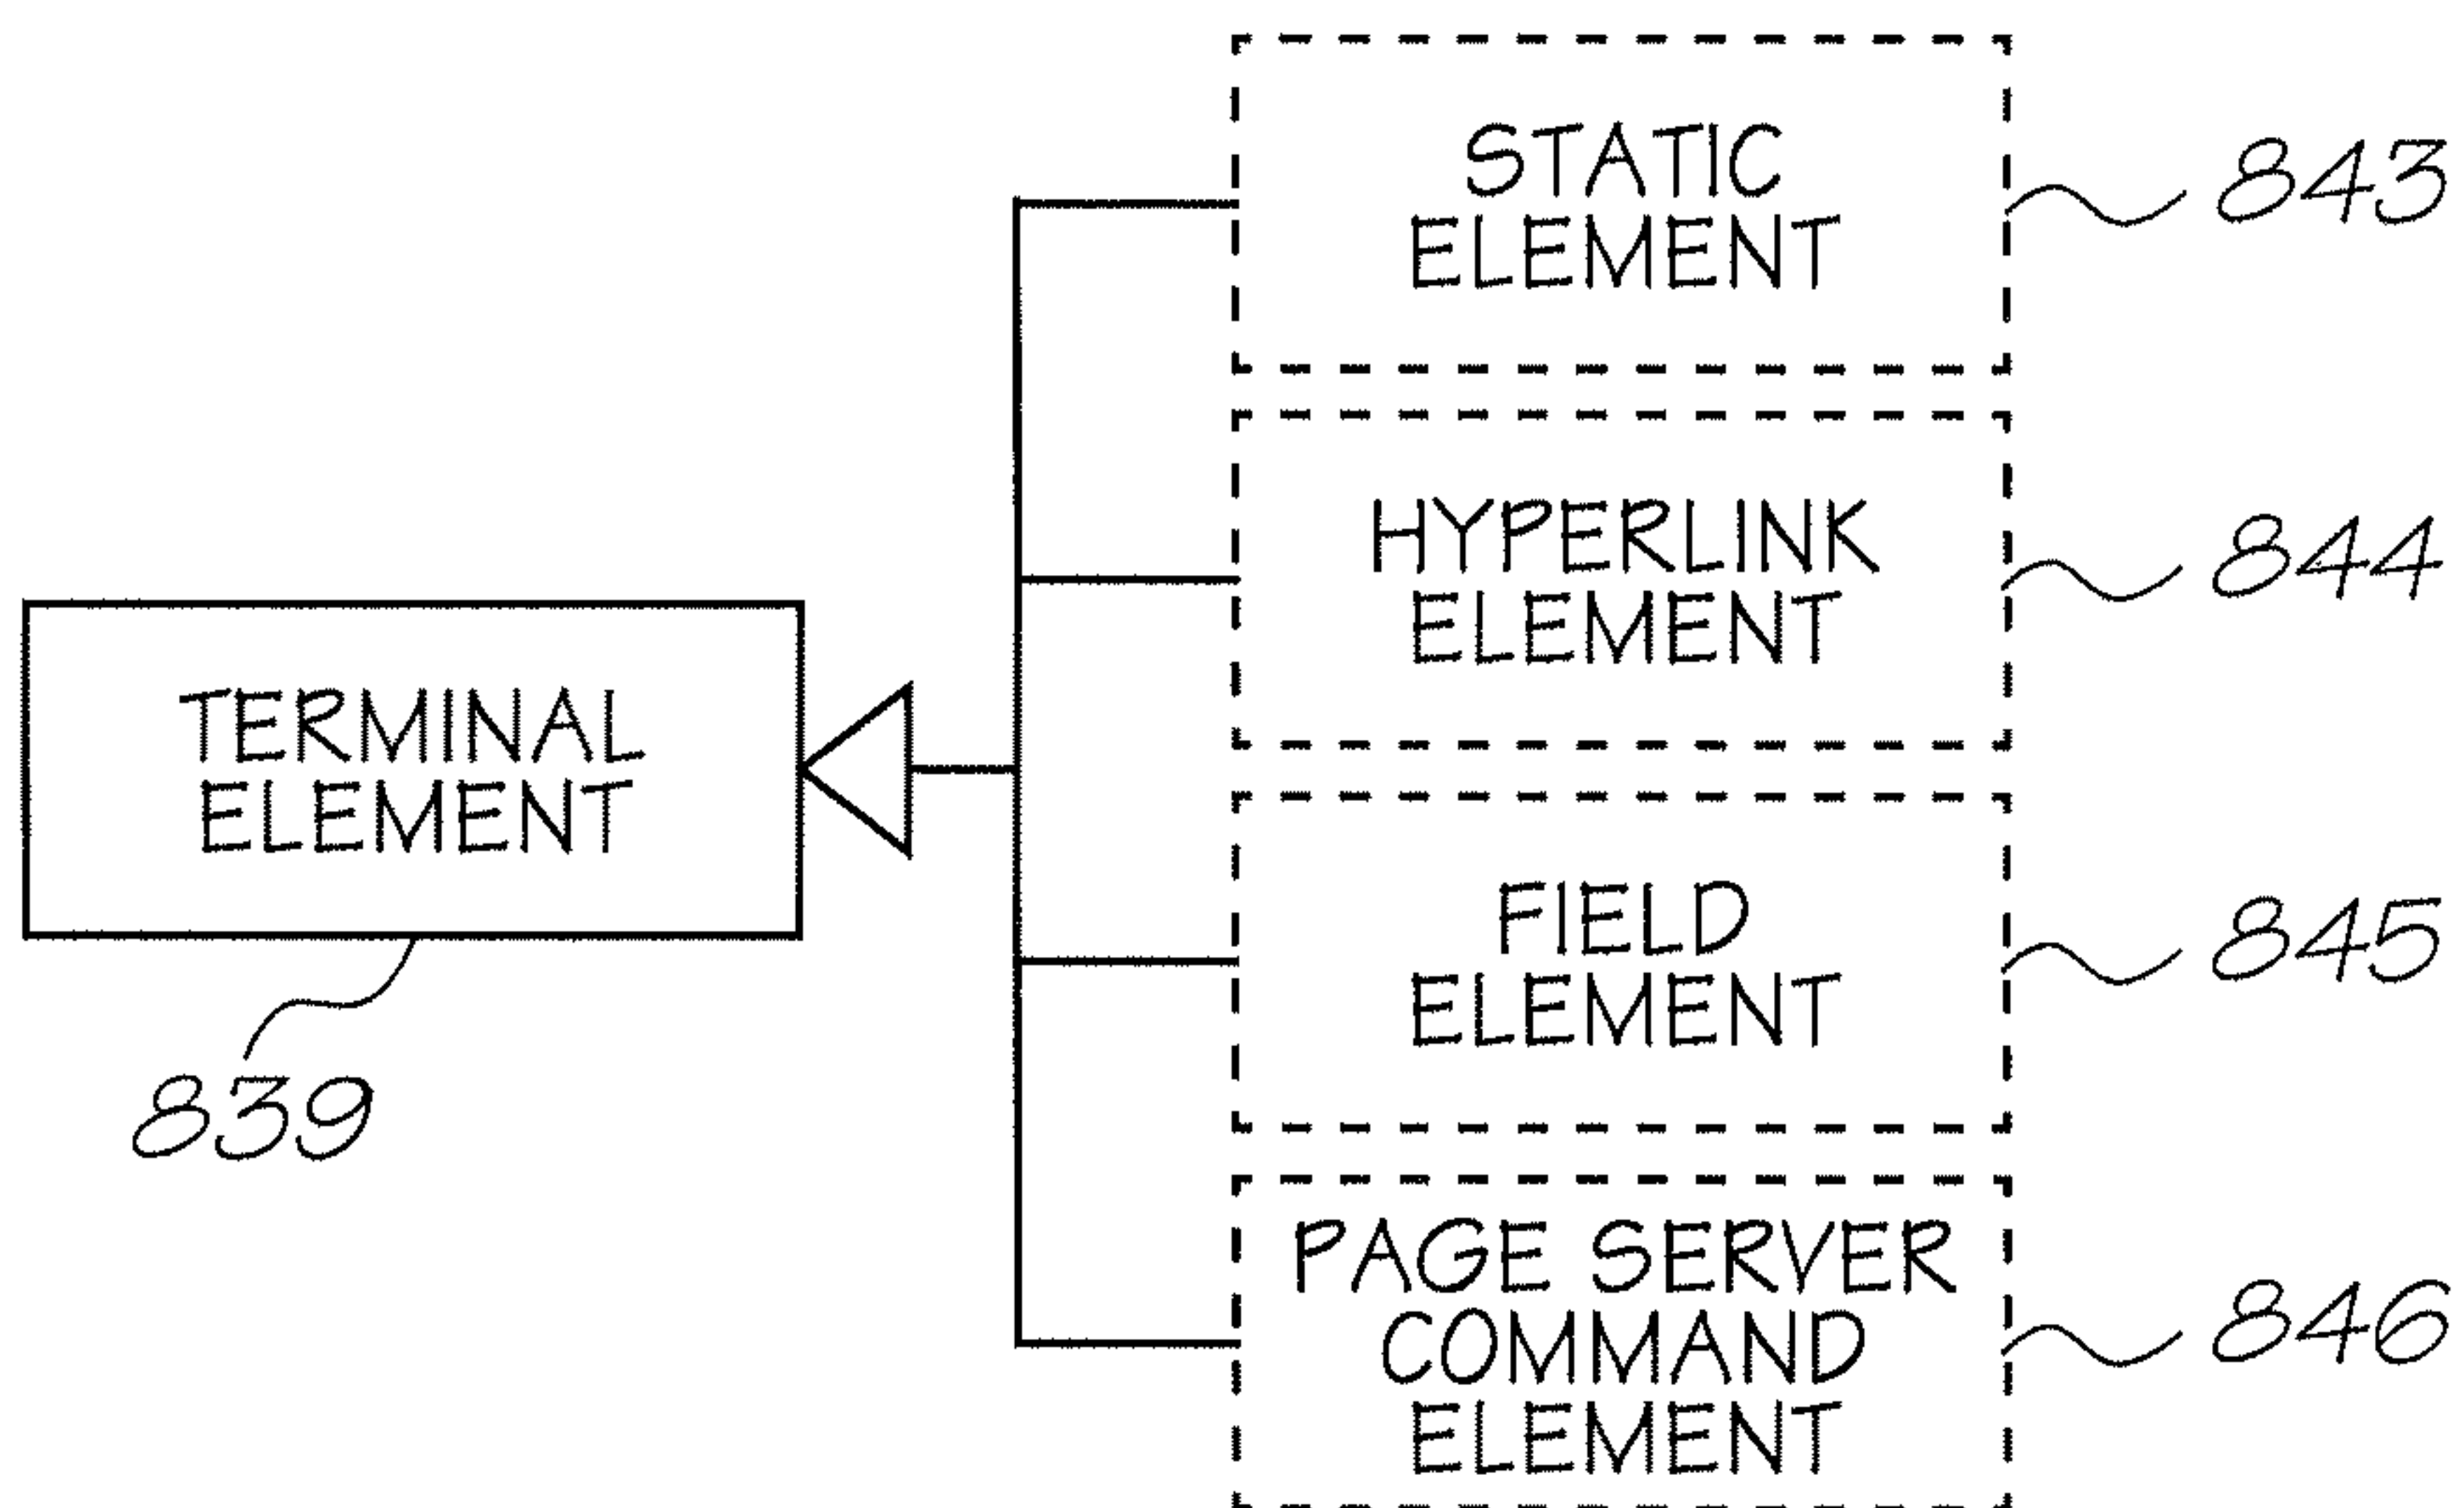 STATIC
ELEMENT
843
HYPERLINK
ELEMENT
844
TERMINAL
ELEMENT
839
FIELD
ELEMENT
845
PAGE SERVER
COMMAND
ELEMENT
846